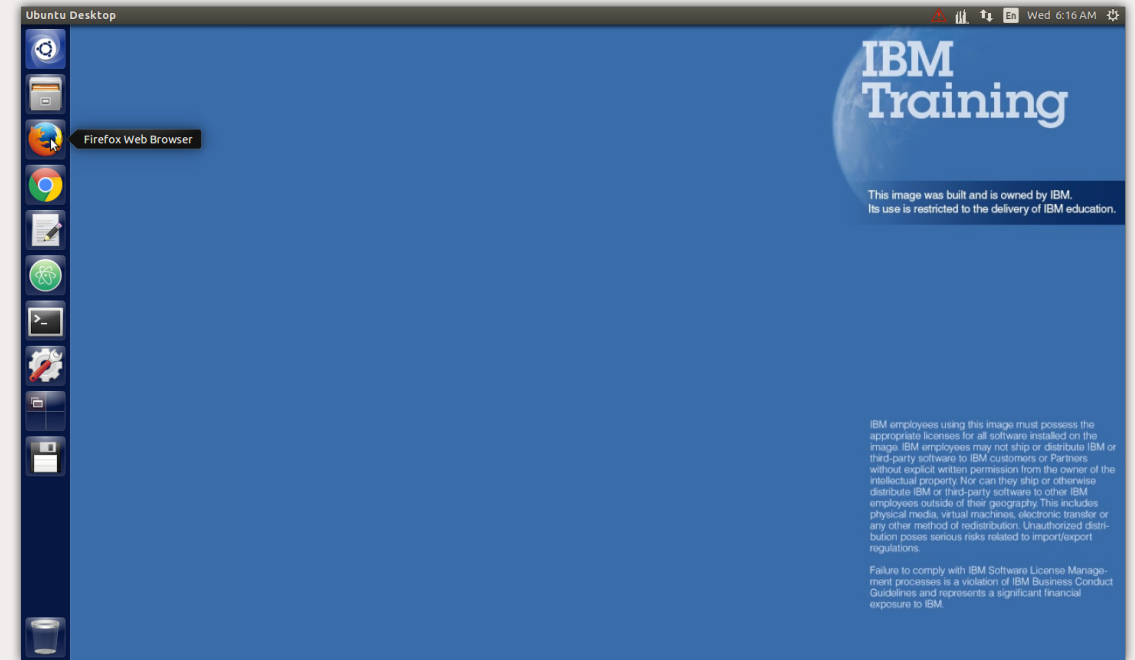 Ubuntu Desktop
En Wed 6:16 AM
IBM
Training
Firefox Web Browser
This image was built and is owned by IBM.
Its use is restricted to the delivery of IBM education.
>_
IBM employees using this image must possess the
appropriate licenses for all software installed on the
image. IBM employees may not ship or distribute IBM or
third-party software to IBM customers or Partners
without explicit written permission from the owner of the
intellectual property. Nor can they ship or otherwise
distribute IBM or third-party software to other IBM
employees outside of their geography. This includes
physical media, virtual machines, electronic transfer or
any other method of redistribution. Unauthorized distri-
bution poses serious risks related to import/export
regulations.
Failure to comply with IBM Software License Manage-
ment processes is a violation of IBM Business Conduct
Guidelines and represents a significant financial
exposure to IBM.